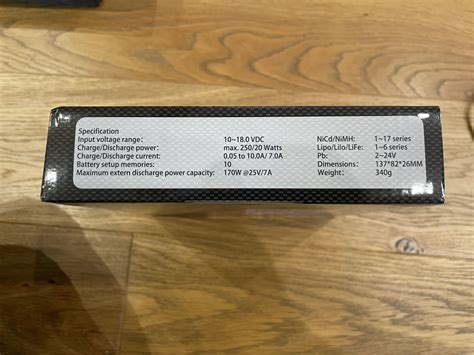 Specification
Input voltage range: 10~18.0 VDC NiCd/NiMH: 1~17 series
Charge/Discharge power: max. 250/20 Watts Lipo/LiIo/LiFe: 1~6 series
Charge/Discharge current: 0.05 to 10.0A/ 7.0A Pb: 2~24V
Battery setup memories: 10 Dimensions: 137*82*26MM
Maximum extern discharge power capacity: 170W @25V/7A Weight: 340g